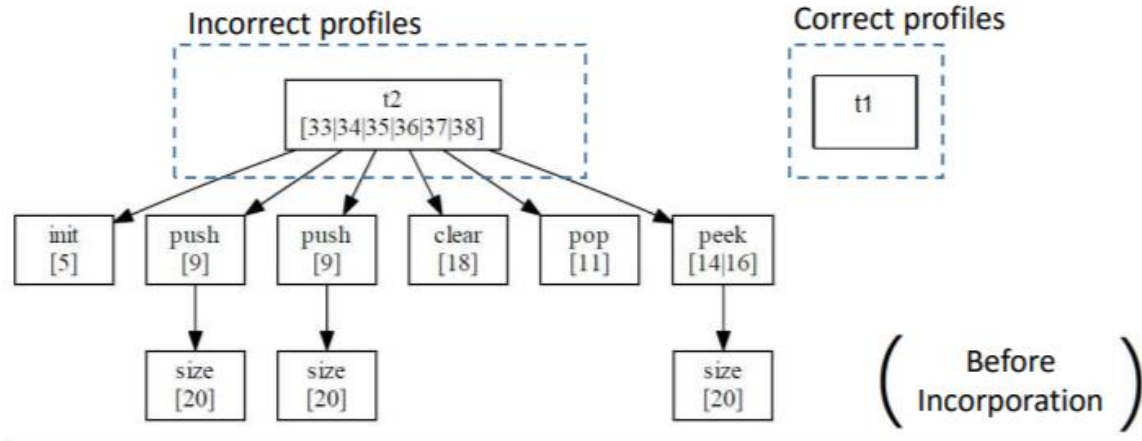 Incorrect profiles
Correct profiles
t2
[33|34|35|36|37|38]
t1
init
[5]
push
[9]
push
[9]
clear
[18]
pop
[11]
peek
[14|16]
size
[20]
size
[20]
size
[20]
( Before
Incorporation )